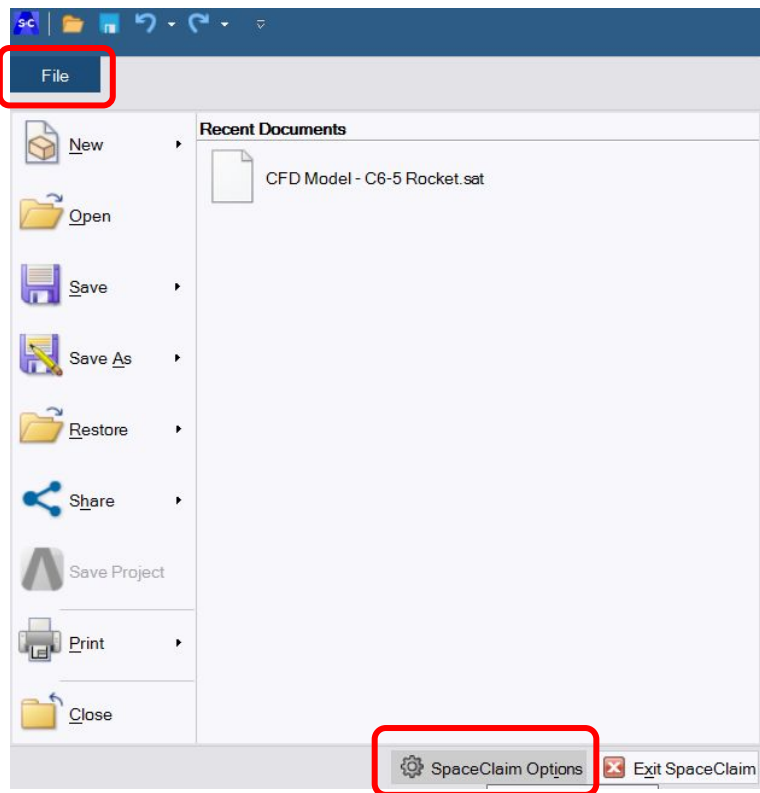 SC
File
New
Recent Documents
CFD Model - C6-5 Rocket.sat
Open
Save
Save As
Restore
Share
Save Project
Print
Close
SpaceClaim Options
Exit SpaceClaim